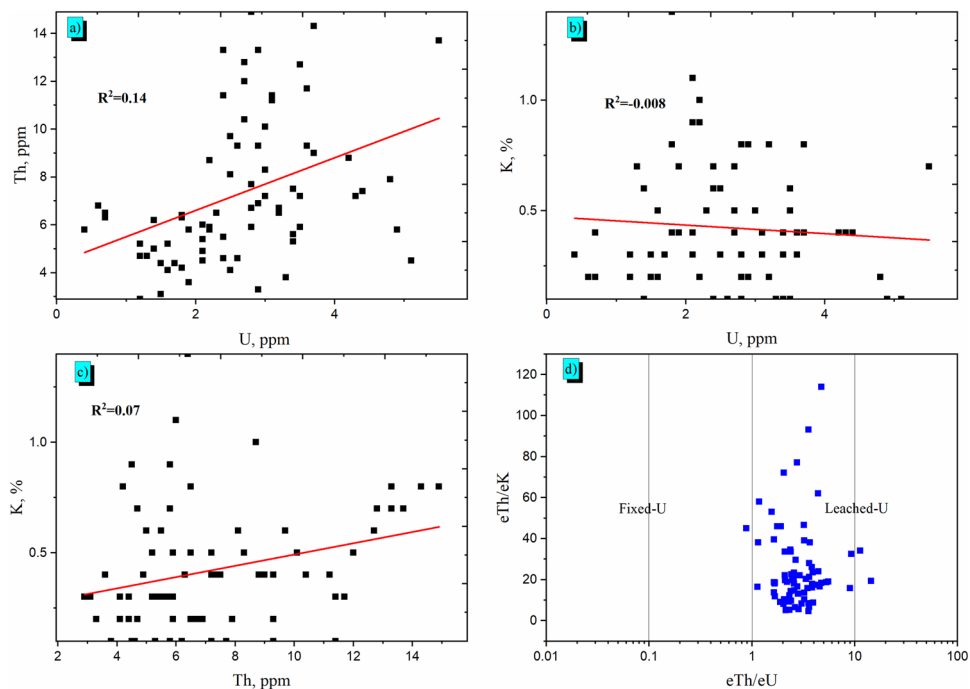 a)
R²=0.14
Th, ppm
14
12
10
8
6
4
0
2
4
U, ppm
b)
R²=-0.008
K, %
1.0
0.5
0
2
4
U, ppm
c)
R²=0.07
K, %
1.0
0.5
2
4
6
8
10
12
14
Th, ppm
d)
Fixed-U
Leached-U
eTh/eK
120
100
80
60
40
20
0
0.01
0.1
1
10
100
eTh/eU